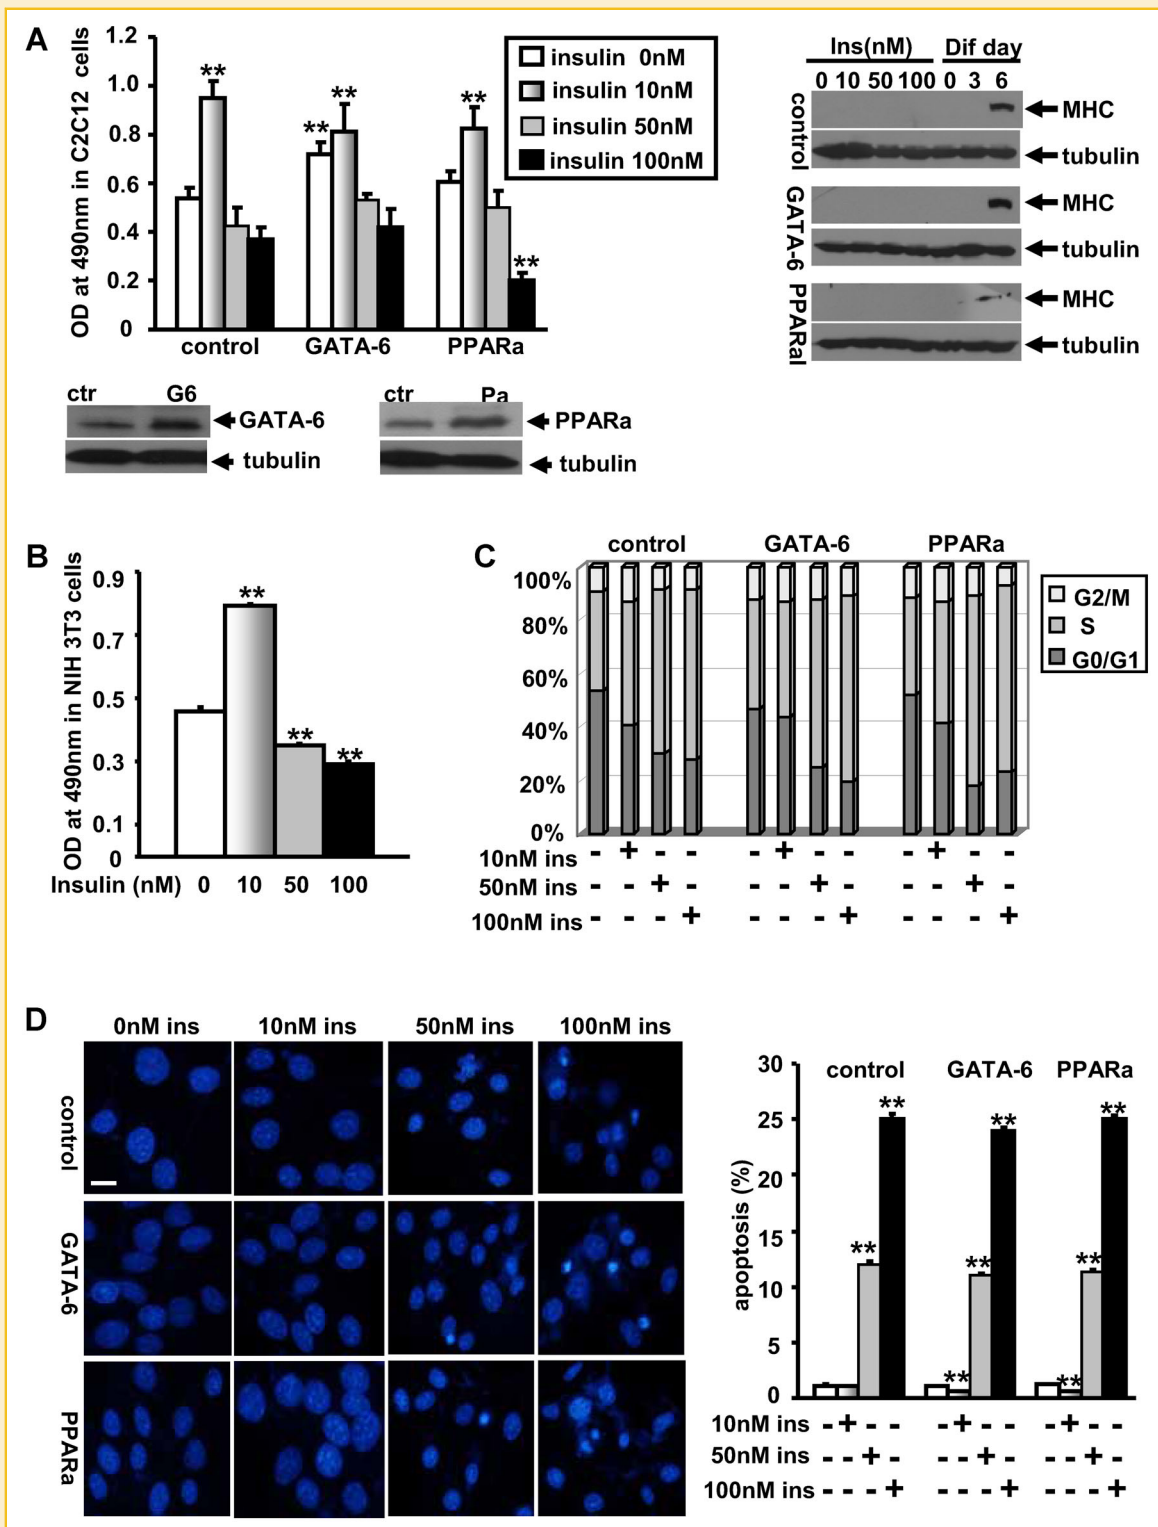 A
OD at 490nm in C2C12 cells
1.2
1.0
0.8
0.6
0.4
0.2
0
** ** ** ** **
control GATA-6 PPARa
insulin 0nM
insulin 10nM
insulin 50nM
insulin 100nM
ctr G6
GATA-6
tubulin
ctr Pa
PPARa
tubulin
Ins(nM) Dif day
0 10 50 100 0 3 6
control
MHC
tubulin
GATA-6
MHC
tubulin
PPARal
MHC
tubulin
B
OD at 490nm in NIH 3T3 cells
0.9
0.7
0.5
0.3
0.1
0
** ** **
Insulin (nM) 0 10 50 100
C
control GATA-6 PPARa
100%
80%
60%
40%
20%
0%
G2/M
S
G0/G1
10nM ins - + - - - + - - - + - -
50nM ins - - + - - - + - - - + -
100nM ins - - - + - - - + - - - +
D
0nM ins 10nM ins 50nM ins 100nM ins
control
GATA-6
PPARa
apoptosis (%)
30
25
20
15
10
5
0
control GATA-6 PPARa
** ** ** ** ** ** ** **
10nM ins - + - - - + - - - + - -
50nM ins - - + - - - + - - - + -
100nM ins - - - + - - - + - - - +